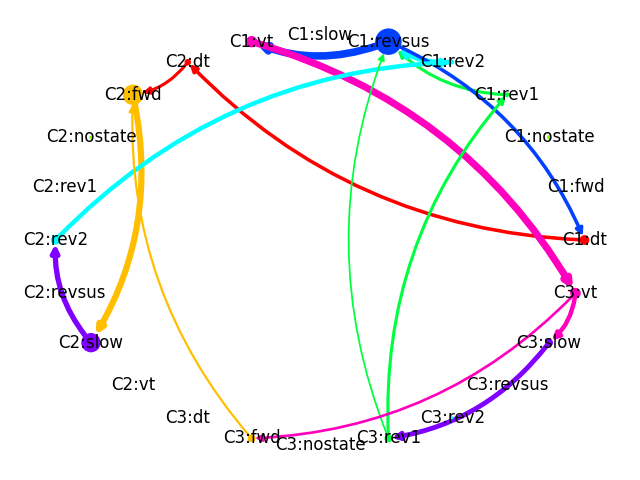 C1:slow
C1:vt
C1:revsus
C2:dt
C1:rev2
C2:fwd
C1:rev1
C2:nostate
C1:nostate
C2:rev1
C1:fwd
C2:rev2
C1:dt
C2:revsus
C3:vt
C2:slow
C3:slow
C2:vt
C3:revsus
C3:dt
C3:rev2
C3:fwd
C3:rev1
C3:nostate